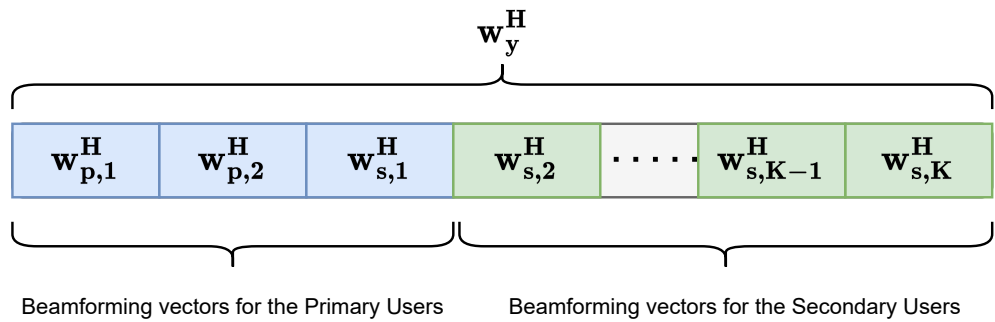 w_y^H
w_{p,1}^H w_{p,2}^H w_{s,1}^H w_{s,2}^H ..... w_{s,K-1}^H w_{s,K}^H
Beamforming vectors for the Primary Users Beamforming vectors for the Secondary Users